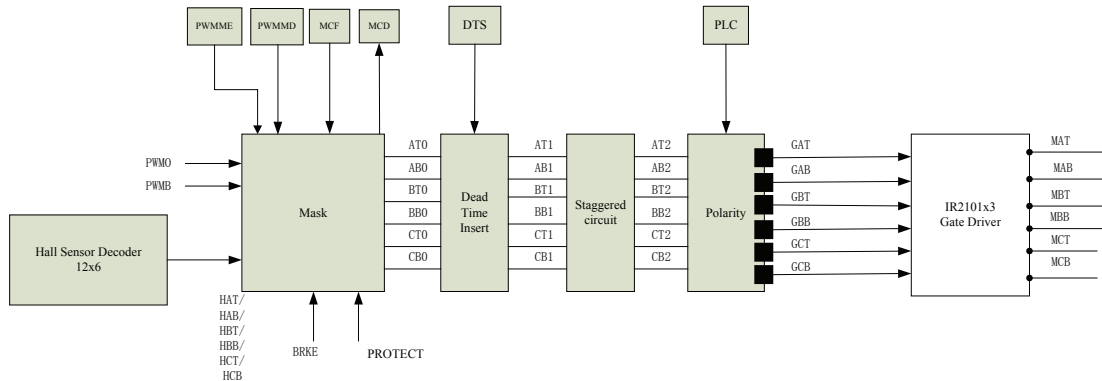 PWMME
PWMMD
MCF
MCD
DTS
PLC
PWMO
PWMB
Mask
Hall Sensor Decoder
12x6
HAT/
HAB/
HBT/
HBB/
HCT/
HCB
BRKE
PROTECT
AT0
AB0
BT0
BB0
CT0
CB0
Dead
Time
Insert
AT1
AB1
BT1
BB1
CT1
CB1
Staggered
circuit
AT2
AB2
BT2
BB2
CT2
CB2
Polarity
GAT
GAB
GBT
GBB
GCT
GCB
IR2101x3
Gate Driver
MAT
MAB
MBT
MBB
MCT
MCB